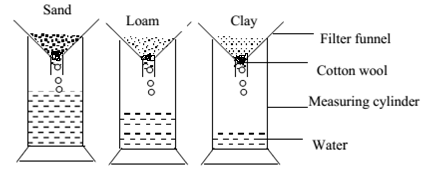 Sand
Loam
Clay
Filter funnel
Cotton wool
Measuring cylinder
Water